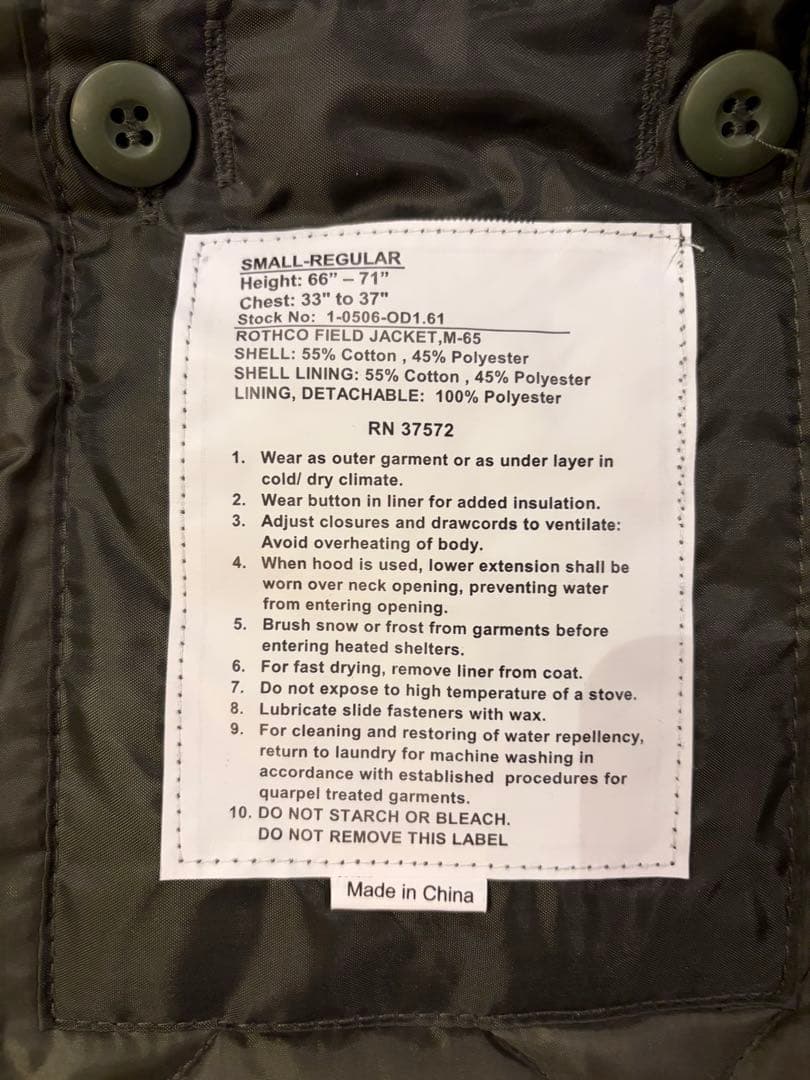 SMALL-REGULAR
Height: 66” – 71”
Chest: 33" to 37"
Stock No: 1-0506-OD1.61
ROTHCO FIELD JACKET,M-65
SHELL: 55% Cotton , 45% Polyester
SHELL LINING: 55% Cotton , 45% Polyester
LINING, DETACHABLE: 100% Polyester
RN 37572
1. Wear as outer garment or as under layer in
cold/ dry climate.
2. Wear button in liner for added insulation.
3. Adjust closures and drawcords to ventilate:
Avoid overheating of body.
4. When hood is used, lower extension shall be
worn over neck opening, preventing water
from entering opening.
5. Brush snow or frost from garments before
entering heated shelters.
6. For fast drying, remove liner from coat.
7. Do not expose to high temperature of a stove.
8. Lubricate slide fasteners with wax.
9. For cleaning and restoring of water repellency,
return to laundry for machine washing in
accordance with established procedures for
quarpel treated garments.
10. DO NOT STARCH OR BLEACH.
DO NOT REMOVE THIS LABEL
Made in China